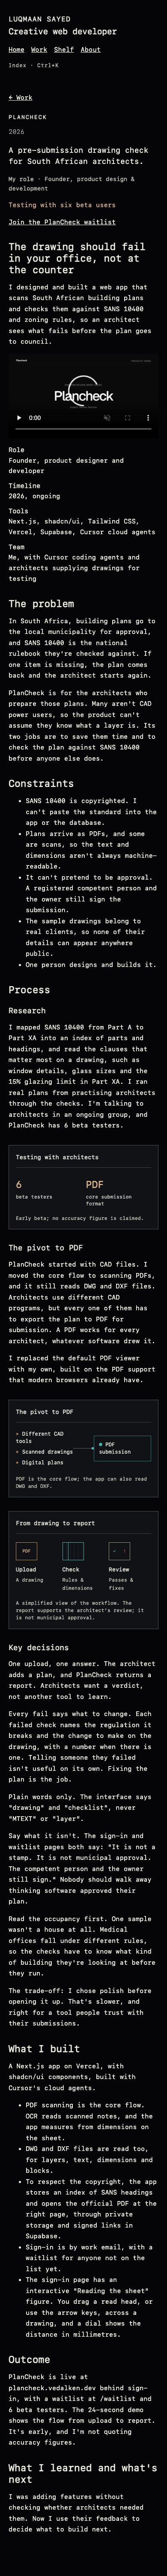 LUQMAAN SAYED
Creative web developer
Home Work Shelf About
Index · Ctrl+K
← Work
PLANCHECK
2026
A pre-submission drawing check
for South African architects.
My role · Founder, product design &
development
Testing with six beta users
Join the PlanCheck waitlist
The drawing should fail
in your office, not at
the counter
I designed and built a web app that
scans South African building plans
and checks them against SANS 10400
and zoning rules, so an architect
sees what fails before the plan goes
to council.
Plancheck
0:00
Role
Founder, product designer and
developer
Timeline
2026, ongoing
Tools
Next.js, shadcn/ui, Tailwind CSS,
Vercel, Supabase, Cursor cloud agents
Team
Me, with Cursor coding agents and
architects supplying drawings for
testing
The problem
In South Africa, building plans go to
the local municipality for approval,
and SANS 10400 is the national
rulebook they're checked against. If
one item is missing, the plan comes
back and the architect starts again.
PlanCheck is for the architects who
prepare those plans. Many aren't CAD
power users, so the product can't
assume they know what a layer is. Its
two jobs are to save them time and to
check the plan against SANS 10400
before anyone else does.
Constraints
• SANS 10400 is copyrighted. I
can't paste the standard into the
app or the database.
• Plans arrive as PDFs, and some
are scans, so the text and
dimensions aren't always machine-
readable.
• It can't pretend to be approval.
A registered competent person and
the owner still sign the
submission.
• The sample drawings belong to
real clients, so none of their
details can appear anywhere
public.
• One person designs and builds it.
Process
Research
I mapped SANS 10400 from Part A to
Part XA into an index of parts and
headings, and read the clauses that
matter most on a drawing, such as
window details, glass sizes and the
15% glazing limit in Part XA. I ran
real plans from practising architects
through the checks. I'm talking to
architects in an ongoing group, and
PlanCheck has 6 beta testers.
Testing with architects
6
beta testers
PDF
core submission
format
Early beta; no accuracy figure is claimed.
The pivot to PDF
PlanCheck started with CAD files. I
moved the core flow to scanning PDFs,
and it still reads DWG and DXF files.
Architects use different CAD
programs, but every one of them has
to export the plan to PDF for
submission. A PDF works for every
architect, whatever software drew it.
I replaced the default PDF viewer
with my own, built on the PDF support
that modern browsers already have.
The pivot to PDF
Different CAD
tools
Scanned drawings
Digital plans
PDF
submission
PDF is the core flow; the app can also read
DWG and DXF.
From drawing to report
PDF
Upload
A drawing
Check
Rules &
dimensions
Report
Passes &
fixes
A simplified view of the workflow. The
report supports the architect's review; it
is not municipal approval.
Key decisions
One upload, one answer. The architect
adds a plan, and PlanCheck returns a
report. Architects want a verdict,
not another tool to learn.
Every fail says what to change. Each
failed check names the regulation it
breaks and the change to make on the
drawing, with a number when there is
one. Telling someone they failed
isn't useful on its own. Fixing the
plan is the job.
Plain words only. The interface says
"drawing" and "checklist", never
"MTEXT" or "layer".
Say what it isn't. The sign-in and
waitlist pages both say: "It is not a
stamp. It is not municipal approval.
The competent person and the owner
still sign." Nobody should walk away
thinking software approved their
plan.
Read the occupancy first. One sample
wasn't a house at all. Medical
offices fall under different rules,
so the checks have to know what kind
of building they're looking at before
they run.
The trade-off: I chose polish before
opening it up. That's slower, and
right for a tool people trust with
their submissions.
What I built
A Next.js app on Vercel, with
shadcn/ui components, built with
Cursor's cloud agents.
• PDF scanning is the core flow.
OCR reads scanned notes, and the
app measures from dimensions on
the sheet.
• DWG and DXF files are read too,
for layers, text, dimensions and
blocks.
• To respect the copyright, the app
stores an index of SANS headings
and opens the official PDF at the
right page, through private
storage and signed links in
Supabase.
• Sign-in is by work email, with a
waitlist for anyone not on the
list yet.
• The sign-in page has an
interactive "Reading the sheet"
figure. You drag a read head, or
use the arrow keys, across a
drawing, and a dial shows the
distance in millimetres.
Outcome
PlanCheck is live at
plancheck.vedalken.dev behind sign-
in, with a waitlist at /waitlist and
6 beta testers. The 24-second demo
shows the flow from upload to report.
It's early, and I'm not quoting
accuracy figures.
What I learned and what's
next
I was adding features without
checking whether architects needed
them. Now I use their feedback to
decide what to build next.